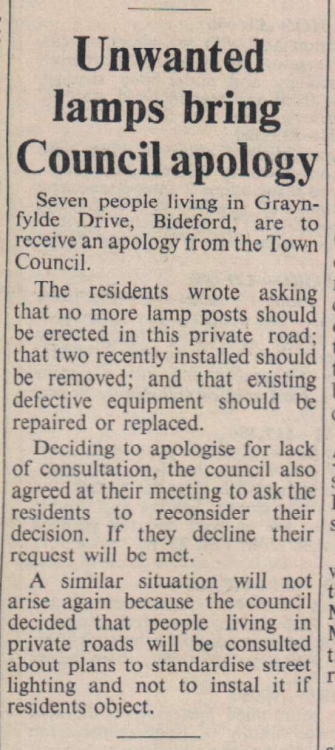 Unwanted
lamps bring
Council apology
Seven people living in Grayn-
fylde Drive, Bideford, are to
receive an apology from the Town
Council.
The residents wrote asking
that no more lamp posts should
be erected in this private road;
that two recently installed should
be removed; and that existing
defective equipment should be
repaired or replaced.
Deciding to apologise for lack
of consultation, the council also
agreed at their meeting to ask the
residents to reconsider their
decision. If they decline their
request will be met.
A similar situation will not
arise again because the council
decided that people living in
private roads will be consulted
about plans to standardise street
lighting and not to instal it if
residents object.